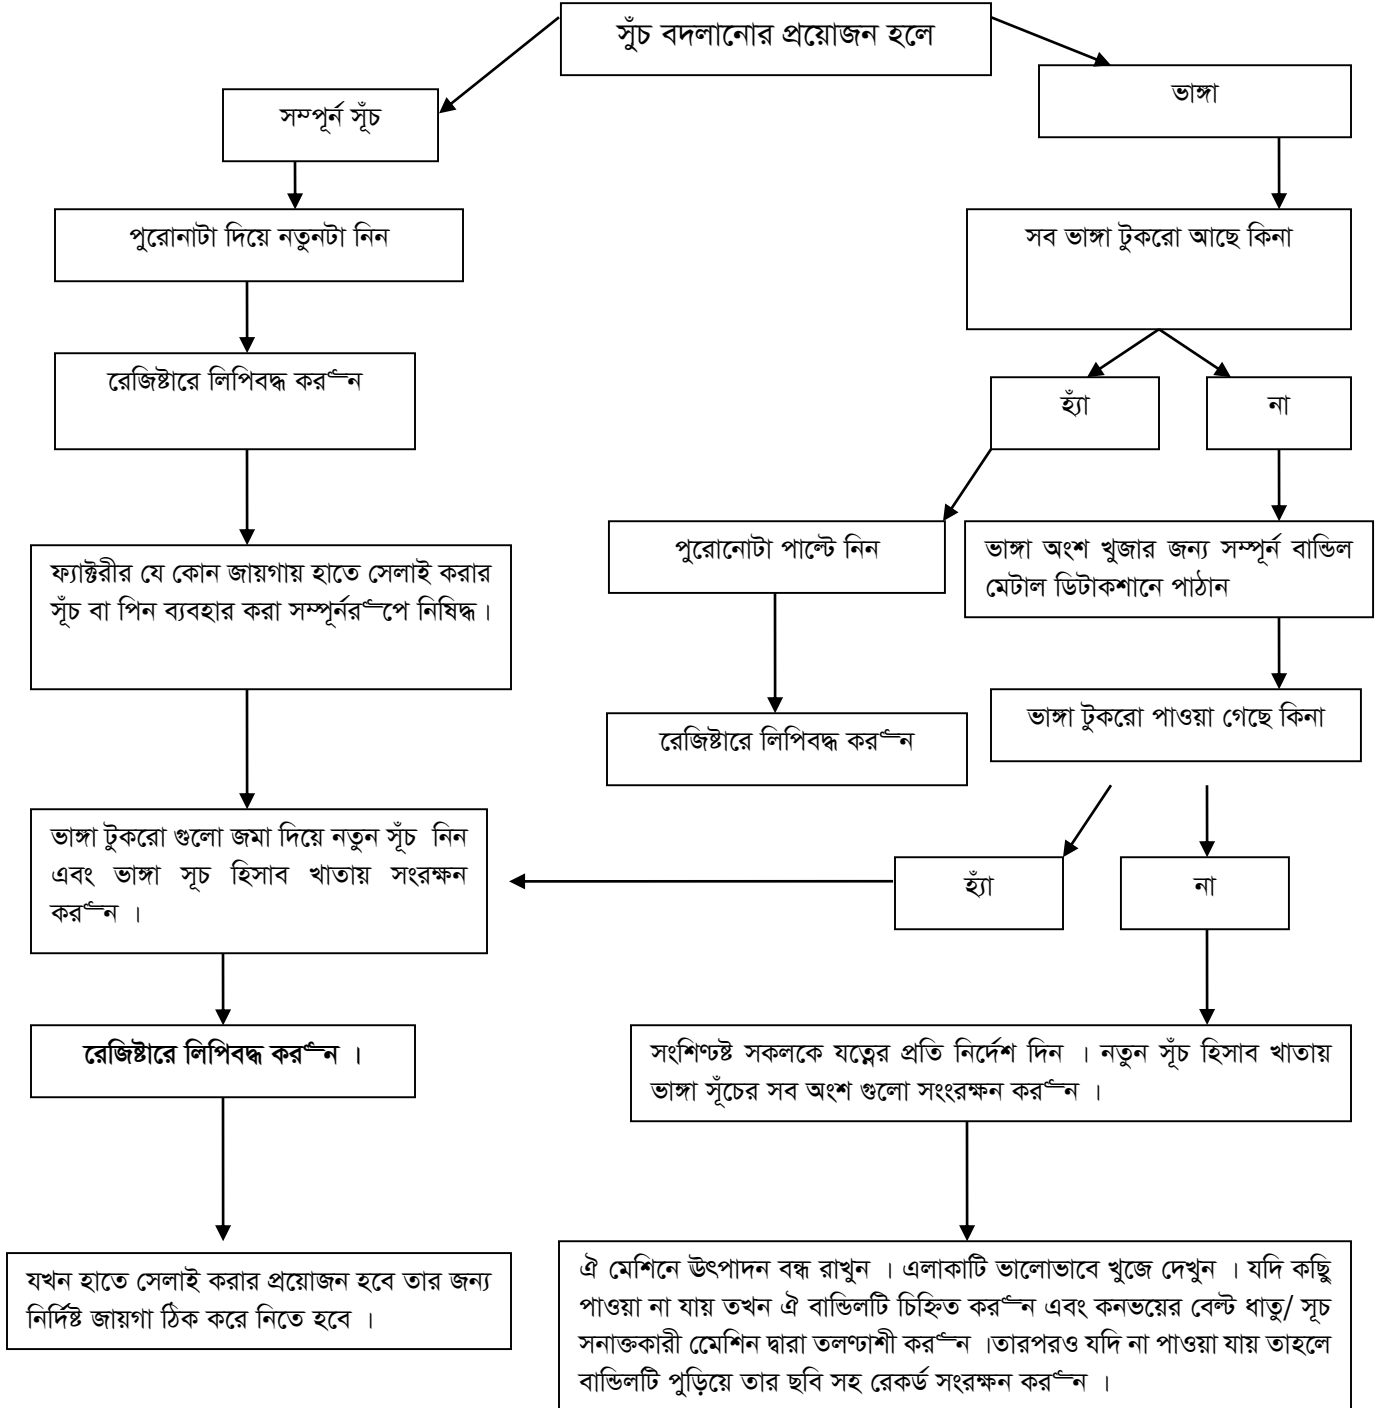 সুঁচ বদলানোর প্রয়োজন হলে
সম্পূর্ন সূঁচ
ভাঙ্গা
পুরোনাটা দিয়ে নতুনটা নিন
সব ভাঙ্গা টুকরো আছে কিনা
রেজিষ্টারে লিপিবদ্ধ করুন
হ্যাঁ
না
ফ্যাক্টরীর যে কোন জায়গায় হাতে সেলাই করার
সূঁচ বা পিন ব্যবহার করা সম্পূর্নরুপে নিষিদ্ধ।
পুরোনোটা পাল্টে নিন
ভাঙ্গা অংশ খুজার জন্য সম্পূর্ন বান্ডিল
মেটাল ডিটাকশানে পাঠান
রেজিষ্টারে লিপিবদ্ধ করুন
ভাঙ্গা টুকরো পাওয়া গেছে কিনা
ভাঙ্গা টুকরো গুলো জমা দিয়ে নতুন সূঁচ নিন
এবং ভাঙ্গা সূচ হিসাব খাতায় সংরক্ষন
করুন ।
হ্যাঁ
না
রেজিষ্টারে লিপিবদ্ধ করুন ।
সংশিণ্ডষ্ট সকলকে যত্নের প্রতি নির্দেশ দিন । নতুন সূঁচ হিসাব খাতায়
ভাঙ্গা সূঁচের সব অংশ গুলো সংংরক্ষন করুন ।
যখন হাতে সেলাই করার প্রয়োজন হবে তার জন্য
নির্দিষ্ট জায়গা ঠিক করে নিতে হবে ।
ঐ মেশিনে উৎপাদন বন্ধ রাখুন । এলাকাটি ভালোভাবে খুজে দেখুন । যদি কছিু
পাওয়া না যায় তখন ঐ বান্ডিলটি চিহ্নিত করুন এবং কনভয়ের বেল্ট ধাতু/ সূচ
সনাক্তকারী মেেশিন দ্বারা তলণ্ঢাশী করুন ।তারপরও যদি না পাওয়া যায় তাহলে
বান্ডিলটি পুড়িয়ে তার ছবি সহ রেকর্ড সংরক্ষন করুন ।